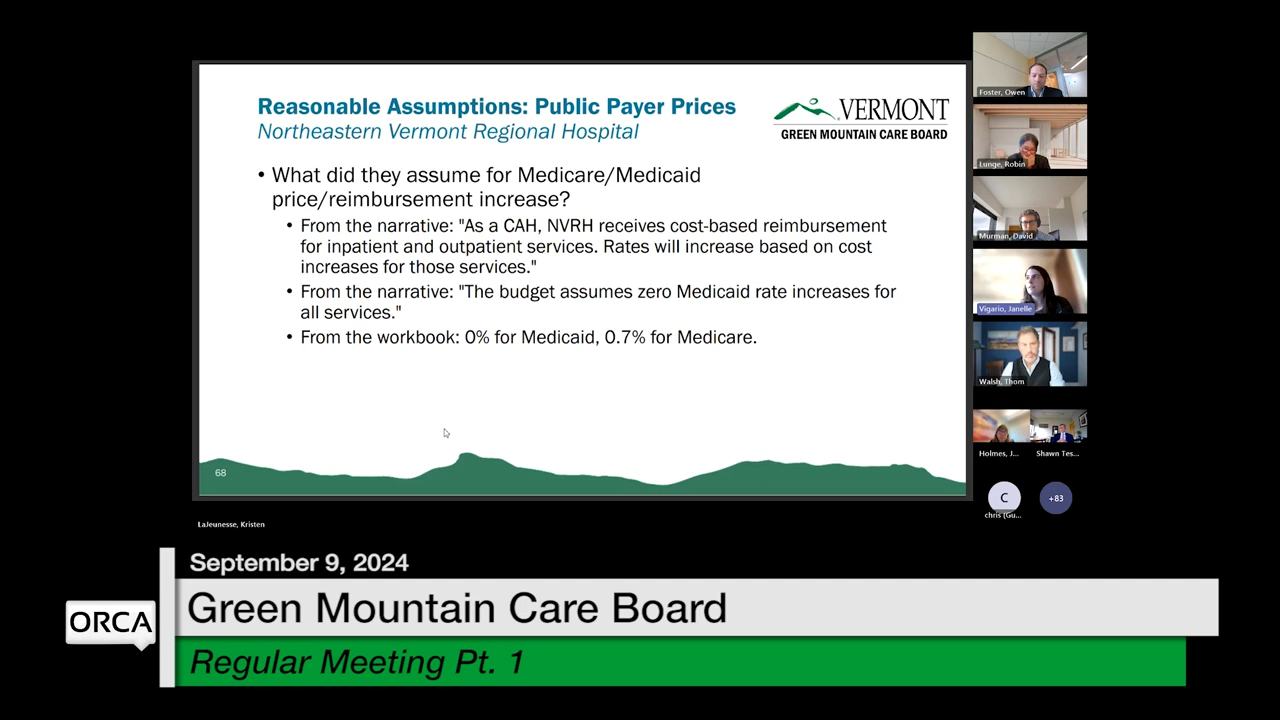 Reasonable Assumptions: Public Payer Prices
Northeastern Vermont Regional Hospital
VERMONT
GREEN MOUNTAIN CARE BOARD
• What did they assume for Medicare/Medicaid
price/reimbursement increase?
• From the narrative: "As a CAH, NVRH receives cost-based reimbursement
for inpatient and outpatient services. Rates will increase based on cost
increases for those services."
• From the narrative: "The budget assumes zero Medicaid rate increases for
all services."
• From the workbook: 0% for Medicaid, 0.7% for Medicare.
68
Foster, Owen
Lunge, Robin
Murman, David
Vigario, Janelle
Walsh, Thom
Holmes, J...
Shawn Tes...
C
+83
chris (Gu...
LaJeunesse, Kristen
September 9, 2024
ORCA
Green Mountain Care Board
Regular Meeting Pt. 1